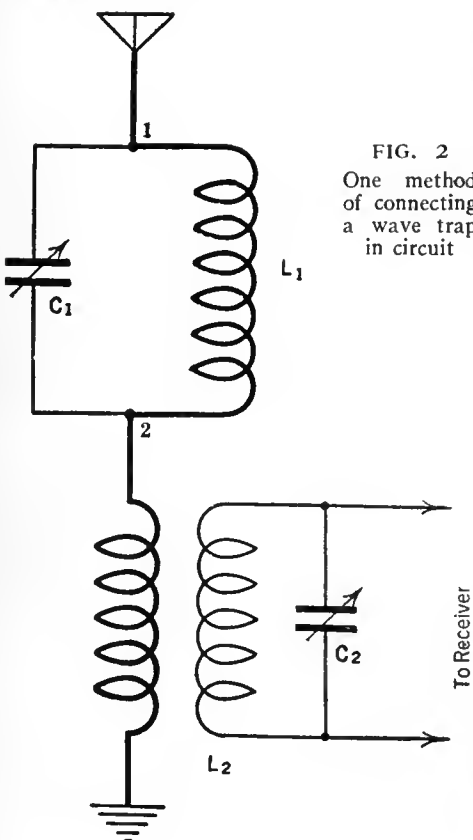 1
FIG. 2
One method
of connecting
a wave trap
in circuit
L1
C1
2
C2
To Receiver
L2